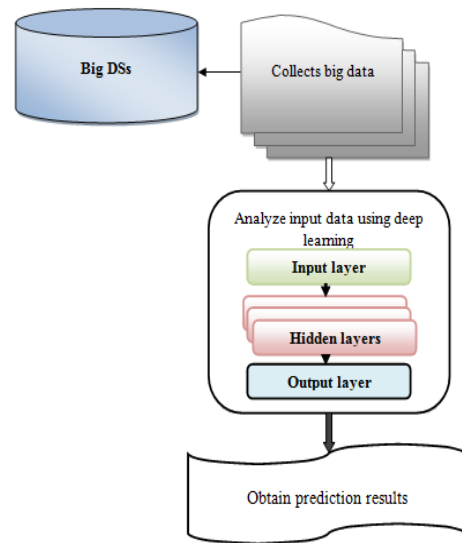 Big DSs
Collects big data
Analyze input data using deep
learning
Input layer
Hidden layers
Output layer
Obtain prediction results